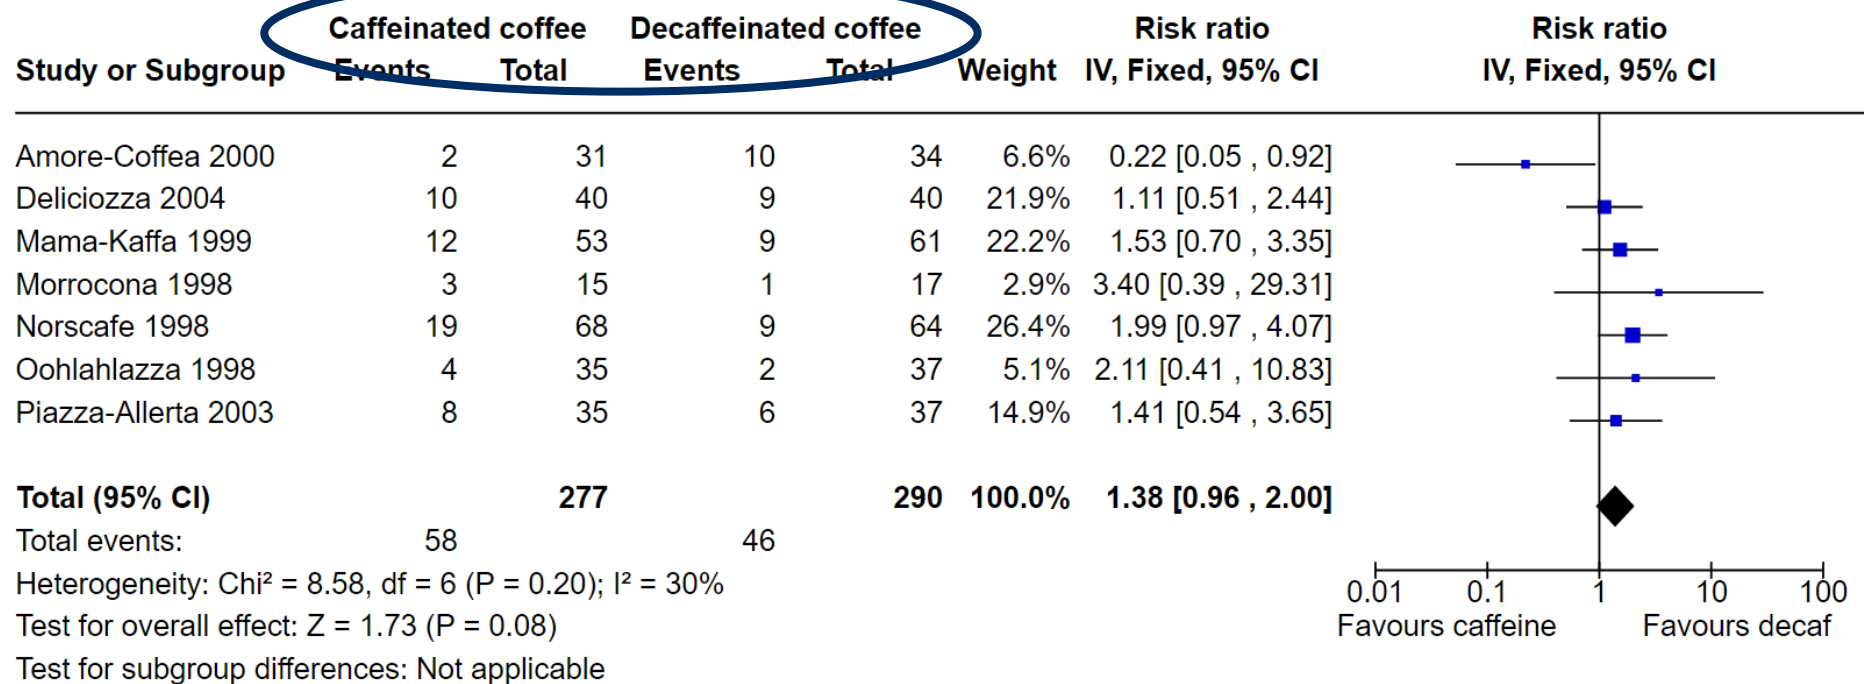 Caffeinated coffee Decaffeinated coffee Risk ratio Risk ratio
Study or Subgroup Events Total Events Total Weight IV, Fixed, 95% CI IV, Fixed, 95% CI
Amore-Coffea 2000 2 31 10 34 6.6% 0.22 [0.05 , 0.92]
Deliciozza 2004 10 40 9 40 21.9% 1.11 [0.51 , 2.44]
Mama-Kaffa 1999 12 53 9 61 22.2% 1.53 [0.70 , 3.35]
Morrocona 1998 3 15 1 17 2.9% 3.40 [0.39 , 29.31]
Norscafe 1998 19 68 9 64 26.4% 1.99 [0.97 , 4.07]
Oohlahlazza 1998 4 35 2 37 5.1% 2.11 [0.41 , 10.83]
Piazza-Allerta 2003 8 35 6 37 14.9% 1.41 [0.54 , 3.65]
Total (95% CI) 277 290 100.0% 1.38 [0.96 , 2.00]
Total events: 58 46
Heterogeneity: Chi² = 8.58, df = 6 (P = 0.20); I² = 30%
0.01 0.1 1 10 100
Test for overall effect: Z = 1.73 (P = 0.08)
Favours caffeine Favours decaf
Test for subgroup differences: Not applicable